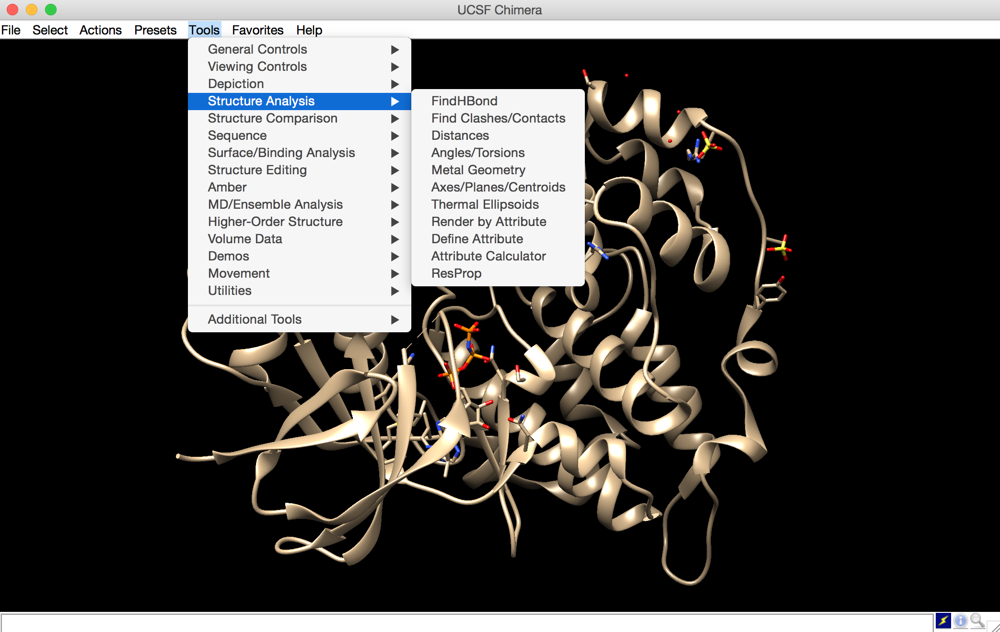 UCSF Chimera
File Select Actions Presets Tools Favorites Help
General Controls
Viewing Controls
Depiction
Structure Analysis
Structure Comparison
Sequence
Surface/Binding Analysis
Structure Editing
Amber
MD/Ensemble Analysis
Higher-Order Structure
Volume Data
Demos
Movement
Utilities
Additional Tools
FindHBond
Find Clashes/Contacts
Distances
Angles/Torsions
Metal Geometry
Axes/Planes/Centroids
Thermal Ellipsoids
Render by Attribute
Define Attribute
Attribute Calculator
ResProp